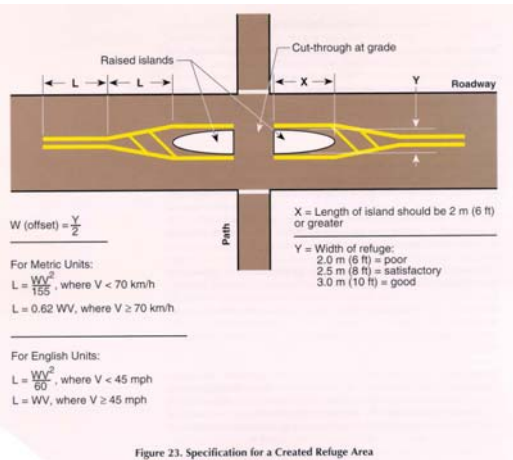 Raised islands
Cut-through at grade
L
L
X
Y
Roadway
Path
W (offset) = Y/2
For Metric Units:
L = WV²/155, where V < 70 km/h
L = 0.62 WV, where V ≥ 70 km/h
For English Units:
L = WV²/60, where V < 45 mph
L = WV, where V ≥ 45 mph
X = Length of island should be 2 m (6 ft)
or greater
Y = Width of refuge:
2.0 m (6 ft) = poor
2.5 m (8 ft) = satisfactory
3.0 m (10 ft) = good
Figure 23. Specification for a Created Refuge Area